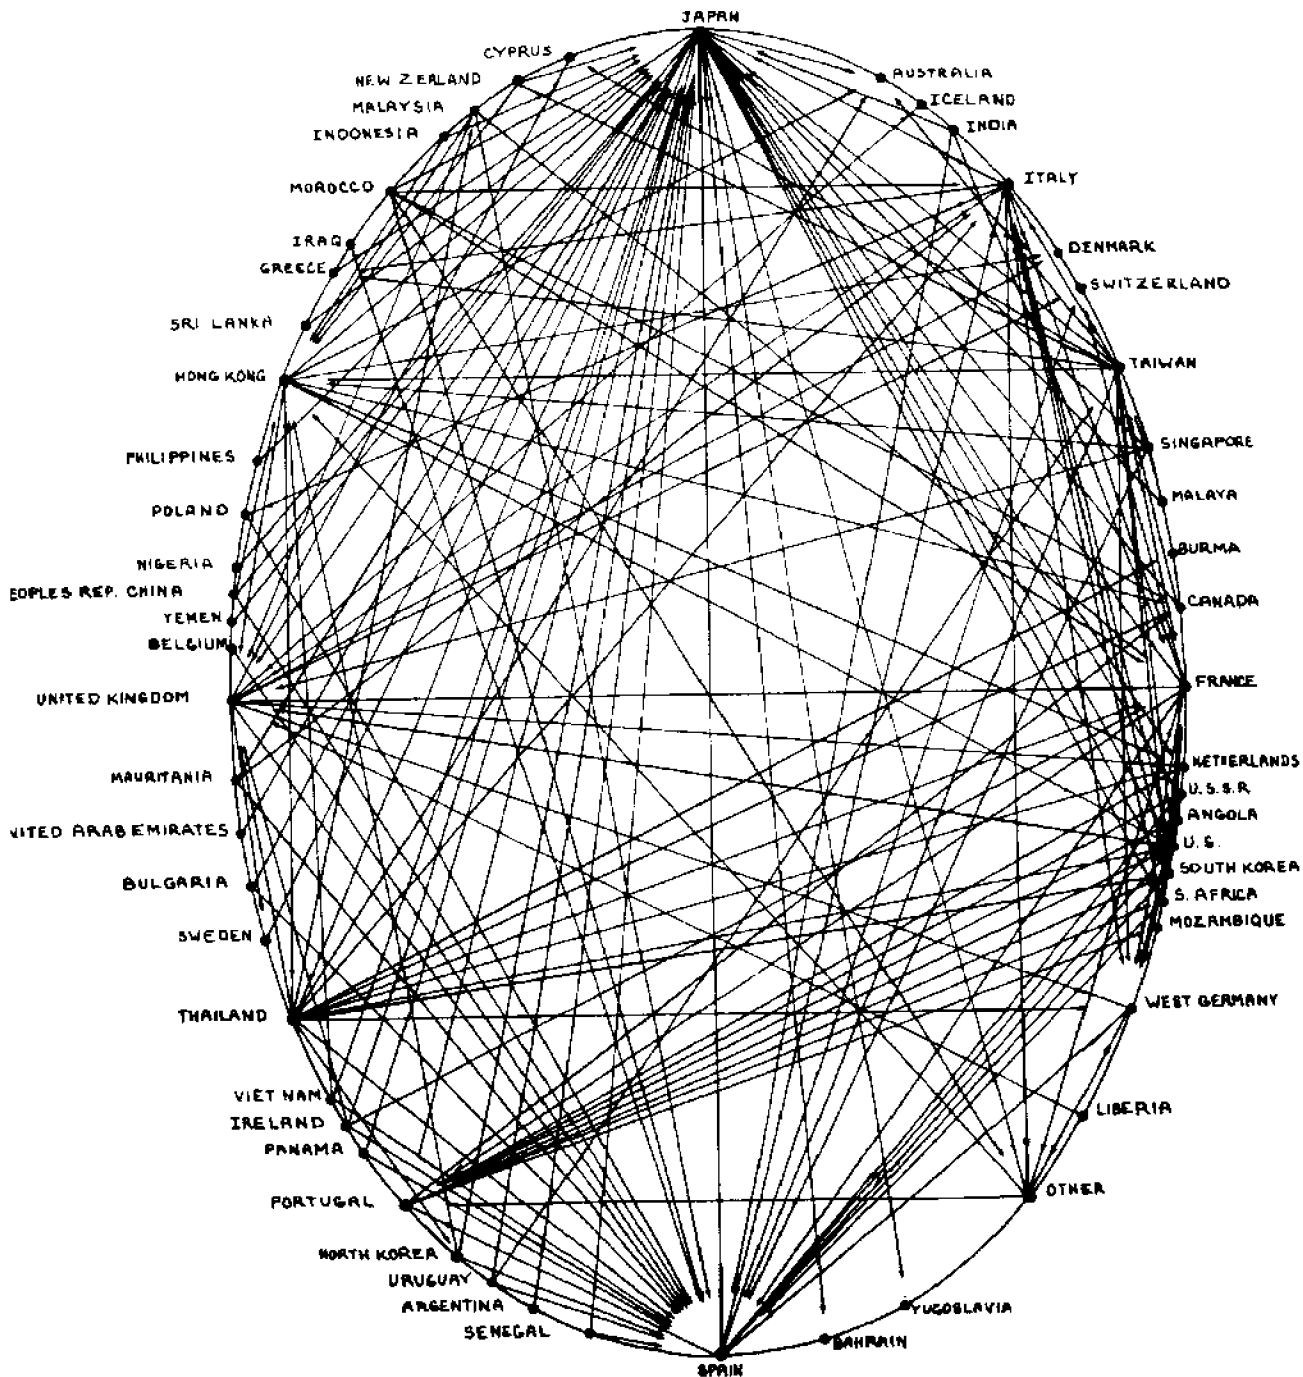 JAPAN
CYPRUS
NEW ZERLAND
MALAYSIA
INDONESIA
MOROCCO
IRAQ
GREECE
SRI LANKA
HONG KONG
PHILIPPINES
POLAND
NIGERIA
EOPLES REP. CHINA
YEMEN
BELGIUM
UNITED KINGDOM
MAURITANIA
NITED ARAB EMIRATES
BULGARIA
SWEDEN
THAILAND
VIET NAM
IRELAND
PANAMA
PORTUGAL
NORTH KOREA
URUGUAY
ARGENTINA
SENEGAL
SPAIN
AUSTRALIA
ICELAND
INDIA
ITALY
DENMARK
SWITZERLAND
TAIWAN
SINGAPORE
MALAYA
BURMA
CANADA
FRANCE
NETHERLANDS
U.S.S.R
ANGOLA
U.S.
SOUTH KOREA
S. AFRICA
MOZAMBIQUE
WEST GERMANY
LIBERIA
OTHER
YUGOSLAVIA
BAHRAIN